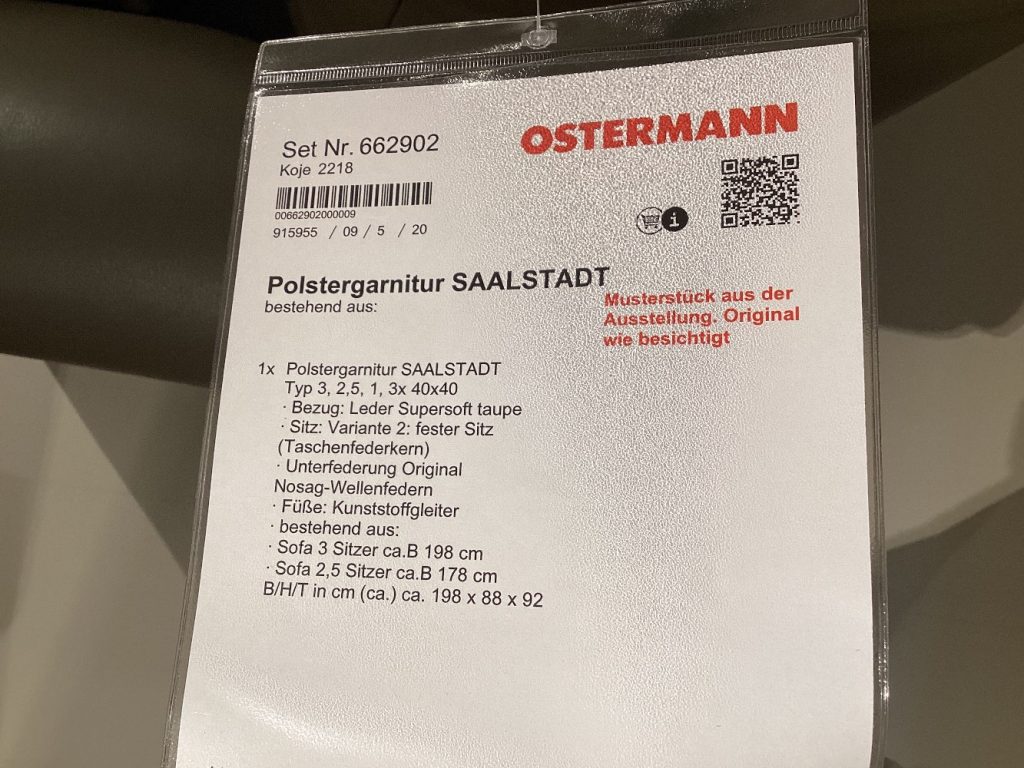 OSTERMANN
Set Nr. 662902
Koje 2218
00662902000009
915955 / 09 / 5 / 20
i
Polstergarnitur SAALSTADT
bestehend aus:
Musterstück aus der
Ausstellung. Original
wie besichtigt
1x Polstergarnitur SAALSTADT
Typ 3, 2,5, 1, 3x 40x40
· Bezug: Leder Supersoft taupe
· Sitz: Variante 2: fester Sitz
(Taschenfederkern)
· Unterfederung Original
Nosag-Wellenfedern
· Füße: Kunststoffgleiter
· bestehend aus:
· Sofa 3 Sitzer ca.B 198 cm
· Sofa 2,5 Sitzer ca.B 178 cm
B/H/T in cm (ca.) ca. 198 x 88 x 92